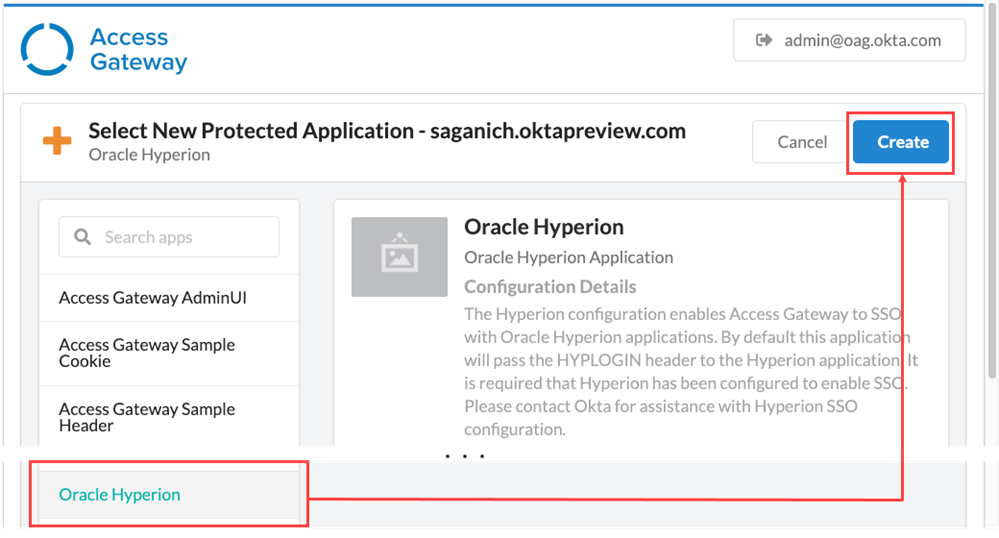 Access
Gateway
admin@oag.okta.com
Select New Protected Application - saganich.oktapreview.com
Oracle Hyperion
Cancel
Create
Search apps
Access Gateway AdminUI
Access Gateway Sample
Cookie
Access Gateway Sample
Header
Oracle Hyperion
Oracle Hyperion
Oracle Hyperion Application
Configuration Details
The Hyperion configuration enables Access Gateway to SSO
with Oracle Hyperion applications. By default this application
will pass the HYPLOGIN header to the Hyperion application. It
is required that Hyperion has been configured to enable SSO.
Please contact Okta for assistance with Hyperion SSO
configuration.
. . .